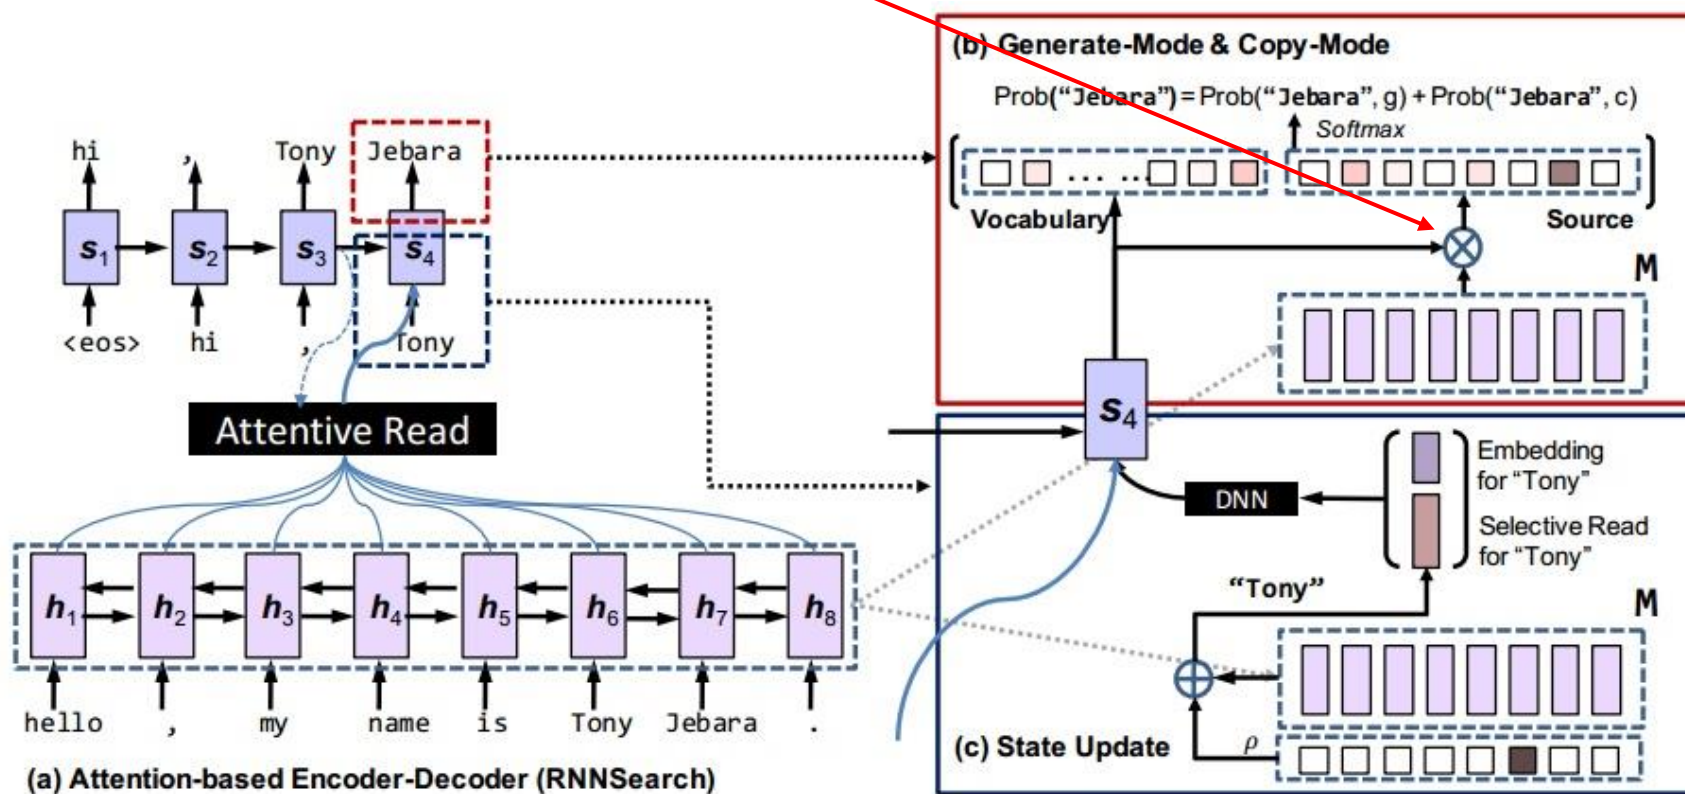 (b) Generate-Mode & Copy-Mode
Prob("Jebara") = Prob("Jebara", g) + Prob("Jebara", c)
Softmax
... ...
Vocabulary
Source
M
hi , Tony Jebara
s1 s2 s3 s4
<eos> hi , Tony
Attentive Read
h1 h2 h3 h4 h5 h6 h7 h8
hello , my name is Tony Jebara .
(a) Attention-based Encoder-Decoder (RNNSearch)
s4
DNN
Embedding
for "Tony"
Selective Read
for "Tony"
"Tony"
M
ρ
(c) State Update